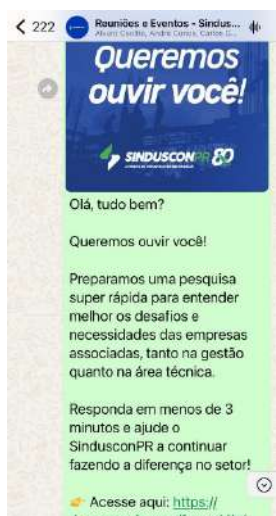 222
Reuniões e Eventos - Sindus...
Queremos
ouvir você!
SINDUSCONPR 80
Olá, tudo bem?
Queremos ouvir você!
Preparamos uma pesquisa
super rápida para entender
melhor os desafios e
necessidades das empresas
associadas, tanto na gestão
quanto na área técnica.
Responda em menos de 3
minutos e ajude o
SindusconPR a continuar
fazendo a diferença no setor!
👉 Acesse aqui: https://